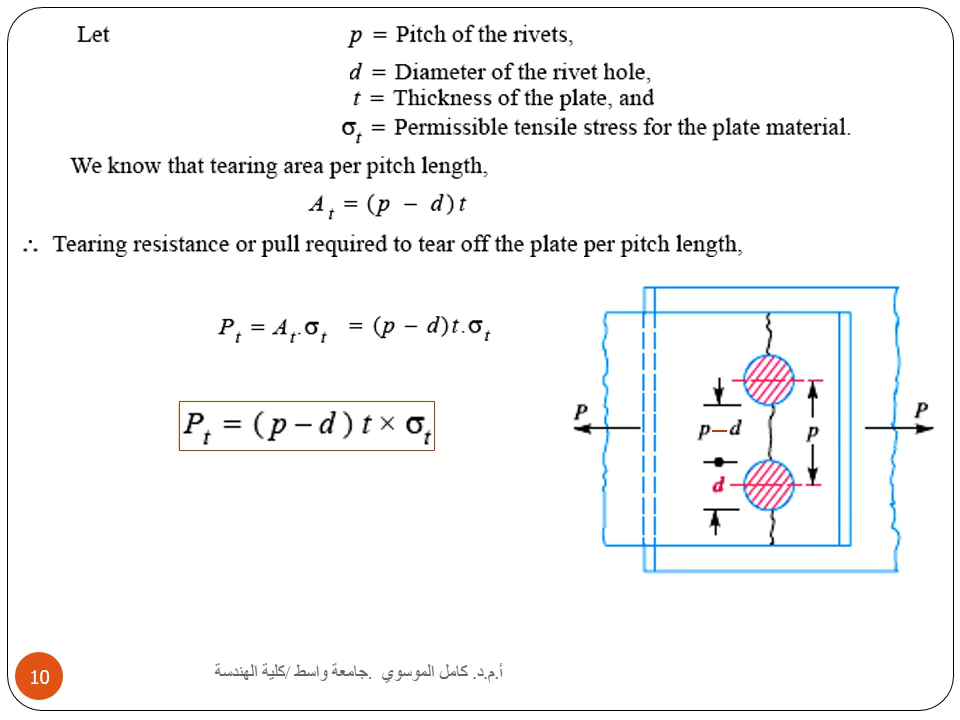 Let p = Pitch of the rivets,
d = Diameter of the rivet hole,
t = Thickness of the plate, and
σt = Permissible tensile stress for the plate material.
We know that tearing area per pitch length,
At = (p – d) t
∴ Tearing resistance or pull required to tear off the plate per pitch length,
Pt = At.σt = (p – d)t.σt
Pt = (p – d) t × σt
P
p–d
d
p
P
10
أ.م.د. كامل الموسوي .جامعة واسط /كلية الهندسة